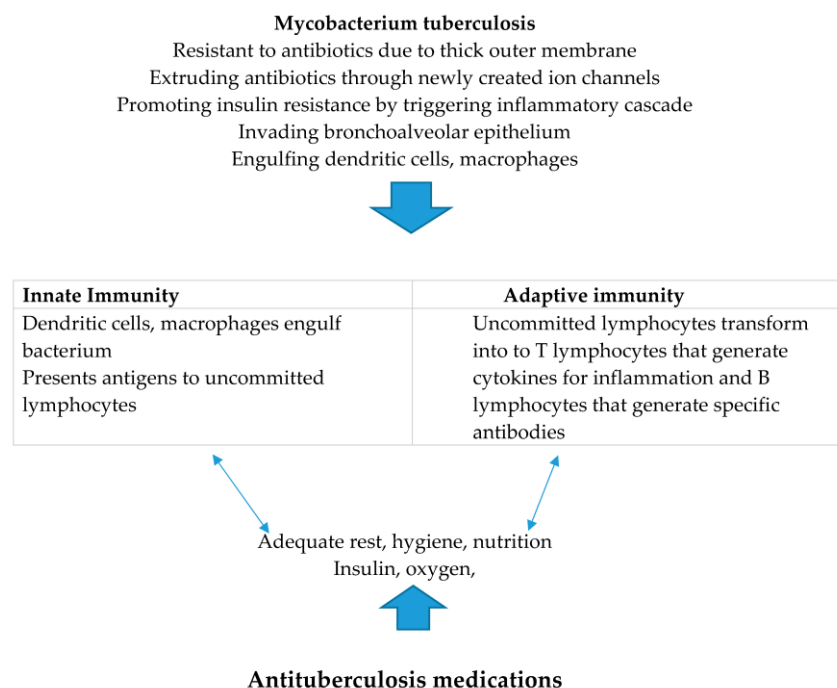 Mycobacterium tuberculosis
Resistant to antibiotics due to thick outer membrane
Extruding antibiotics through newly created ion channels
Promoting insulin resistance by triggering inflammatory cascade
Invading bronchoalveolar epithelium
Engulfing dendritic cells, macrophages
Innate Immunity
Dendritic cells, macrophages engulf
bacterium
Presents antigens to uncommitted
lymphocytes
Adaptive immunity
Uncommitted lymphocytes transform
into to T lymphocytes that generate
cytokines for inflammation and B
lymphocytes that generate specific
antibodies
Adequate rest, hygiene, nutrition
Insulin, oxygen,
Antituberculosis medications